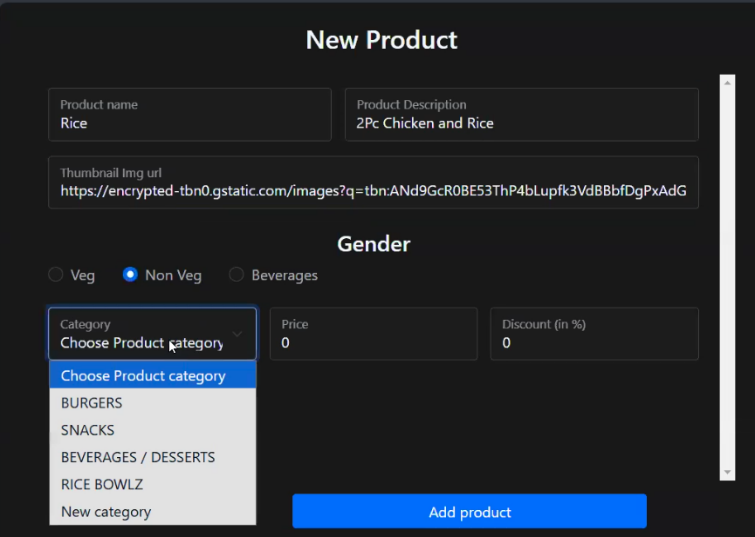 New Product
Product name
Rice
Product Description
2Pc Chicken and Rice
Thumbnail Img url
https://encrypted-tbn0.gstatic.com/images?q=tbn:ANd9GcR0BE53ThP4bLupfk3VdBBbfDgPxAdG
Gender
Veg
Non Veg
Beverages
Category
Choose Product category
Price
0
Discount (in %)
0
Choose Product category
BURGERS
SNACKS
BEVERAGES / DESSERTS
RICE BOWLZ
New category
Add product